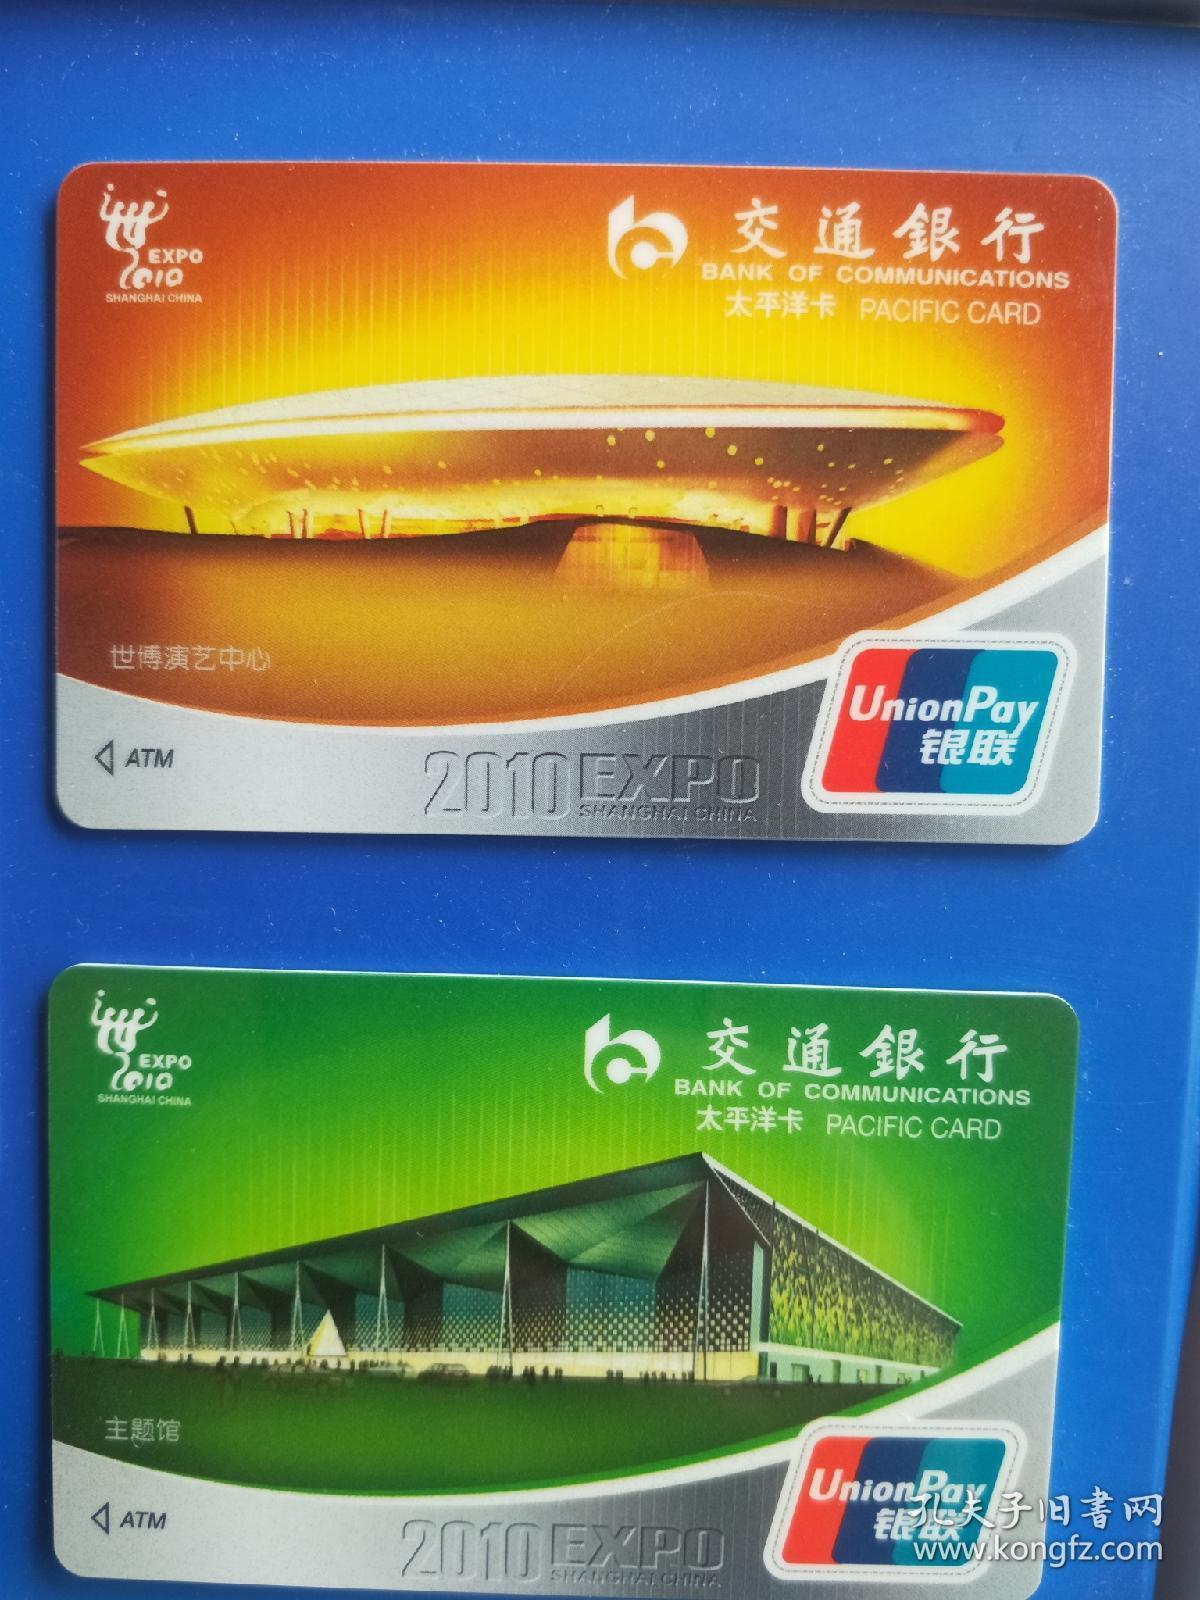 EXPO
2010
SHANGHAI CHINA
交通銀行
BANK OF COMMUNICATIONS
太平洋卡 PACIFIC CARD
世博演艺中心
ATM
2010 EXPO
SHANGHAI CHINA
UnionPay
银联
EXPO
2010
SHANGHAI CHINA
交通銀行
BANK OF COMMUNICATIONS
太平洋卡 PACIFIC CARD
主题馆
ATM
2010 EXPO
SHANGHAI CHINA
UnionPay
银联
孔夫子旧書网
www.kongfz.com